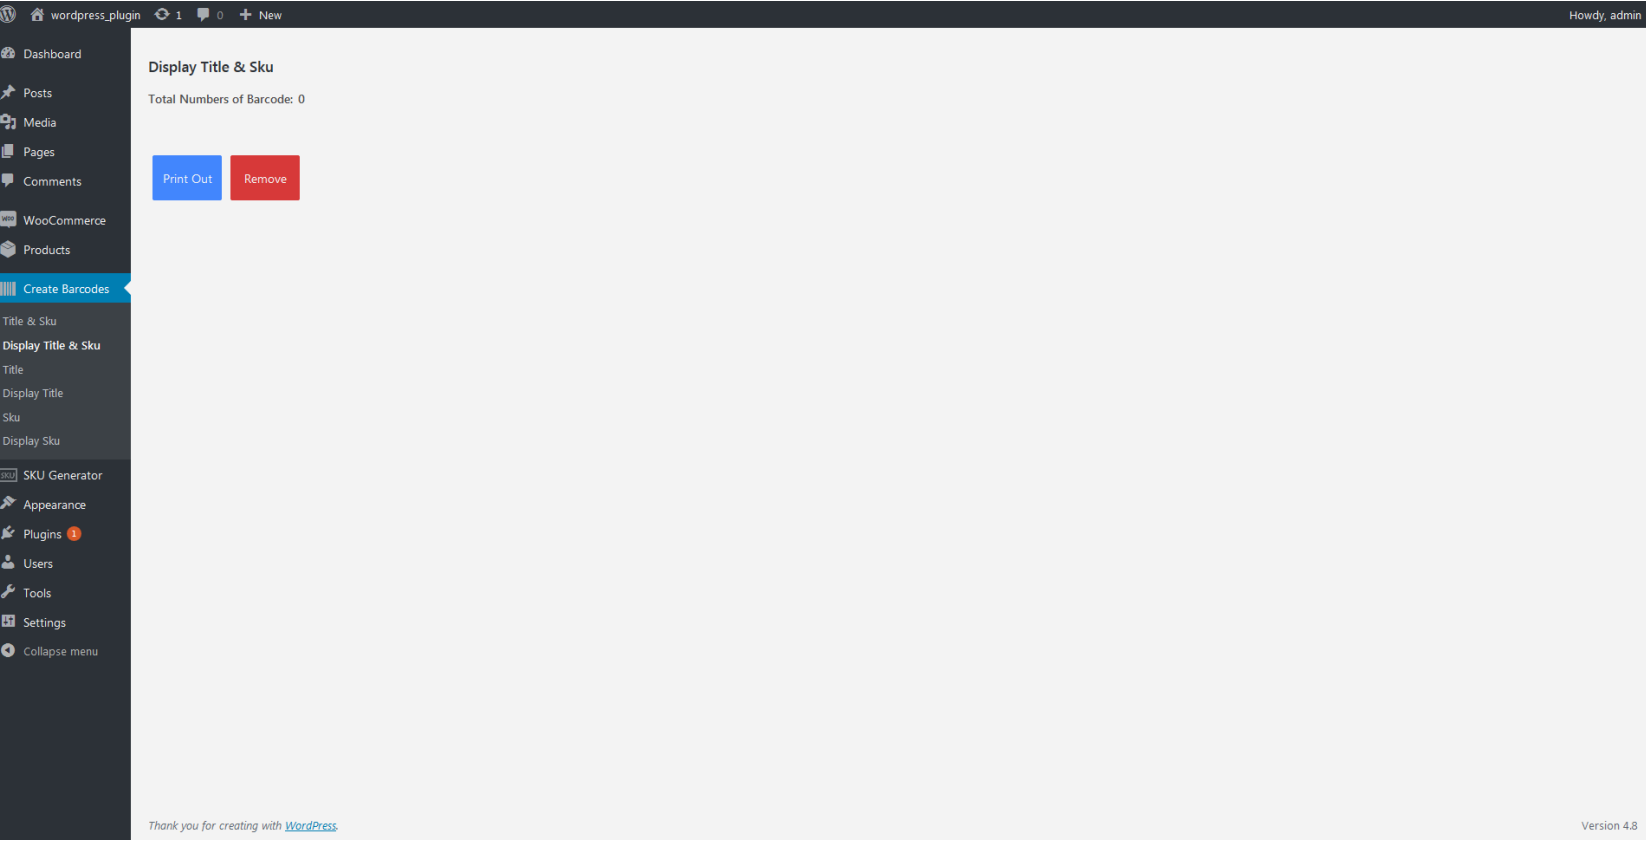 wordpress_plugin 1 0 New Howdy, admin
Dashboard
Posts
Media
Pages
Comments
WooCommerce
Products
Create Barcodes
Title & Sku
Display Title & Sku
Title
Display Title
Sku
Display Sku
SKU SKU Generator
Appearance
Plugins 1
Users
Tools
Settings
Collapse menu
Display Title & Sku
Total Numbers of Barcode: 0
Print Out Remove
Thank you for creating with WordPress. Version 4.8